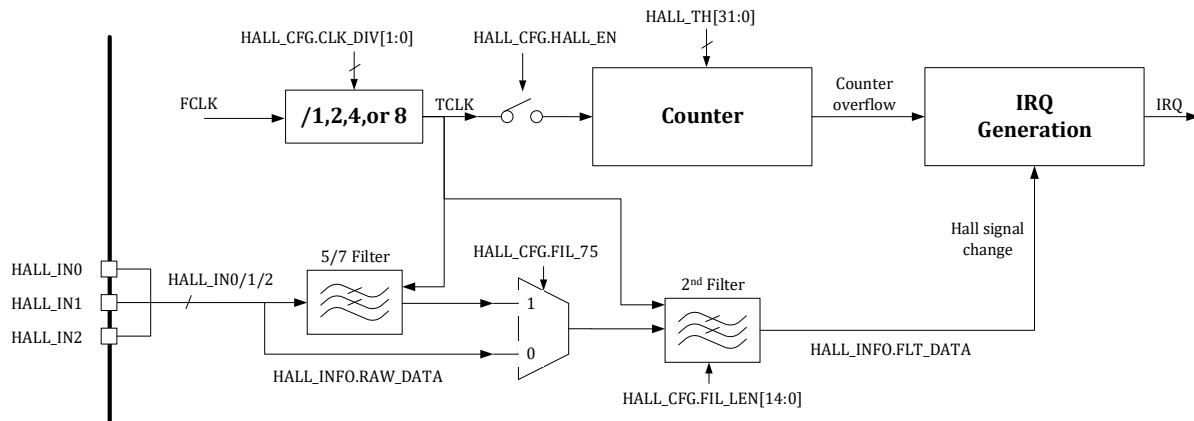 HALL_TH[31:0]
HALL_CFG.CLK_DIV[1:0]
HALL_CFG.HALL_EN
FCLK
/1,2,4,or 8
TCLK
Counter
Counter
overflow
IRQ
Generation
IRQ
Hall signal
change
5/7 Filter
HALL_CFG.FIL_75
HALL_IN0
HALL_IN1
HALL_IN2
HALL_IN0/1/2
1
0
2nd Filter
HALL_INFO.RAW_DATA
HALL_INFO.FLT_DATA
HALL_CFG.FIL_LEN[14:0]